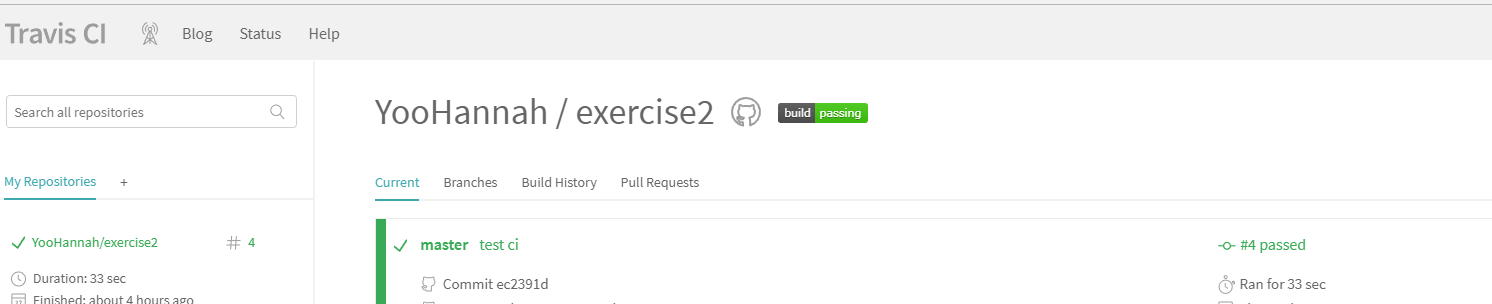 Travis CI Blog Status Help
Search all repositories
YooHannah / exercise2 build passing
My Repositories +
Current Branches Build History Pull Requests
YooHannah/exercise2 # 4
master test ci #4 passed
Duration: 33 sec
Commit ec2391d Ran for 33 sec
Finished: about 4 hours ago